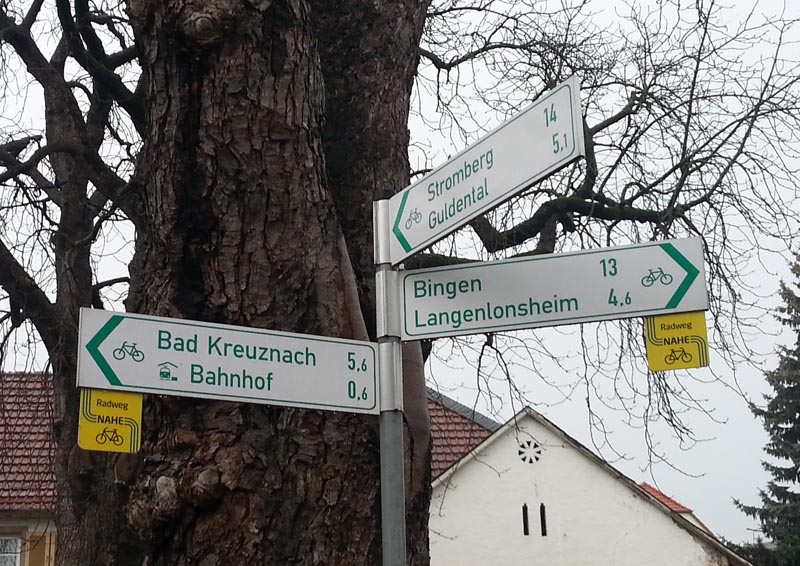 Stromberg 14
Guldental 5,1
Bingen 13
Langenlonsheim 4,6
Radweg
NAHE
Bad Kreuznach 5,6
Bahnhof 0,6
Radweg
NAHE